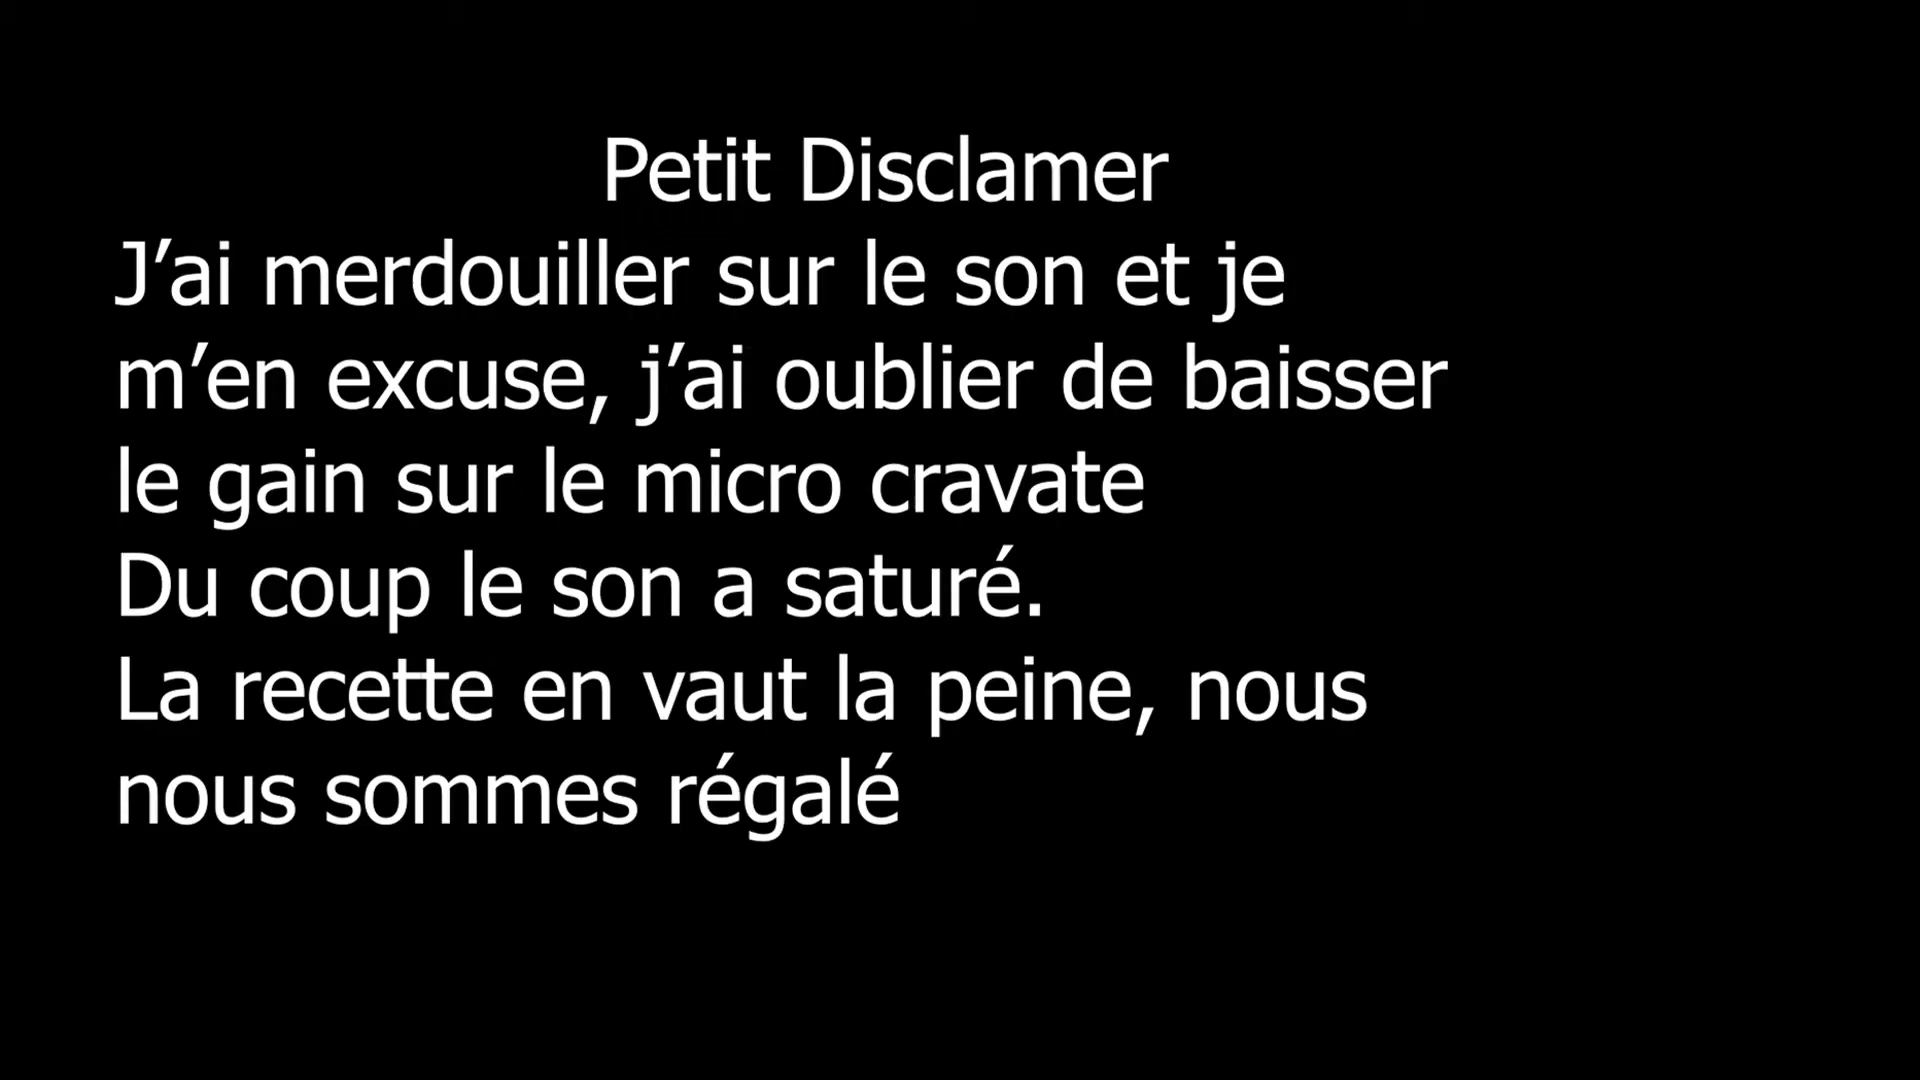 Petit Disclamer
J’ai merdouiller sur le son et je
m’en excuse, j’ai oublier de baisser
le gain sur le micro cravate
Du coup le son a saturé.
La recette en vaut la peine, nous
nous sommes régalé